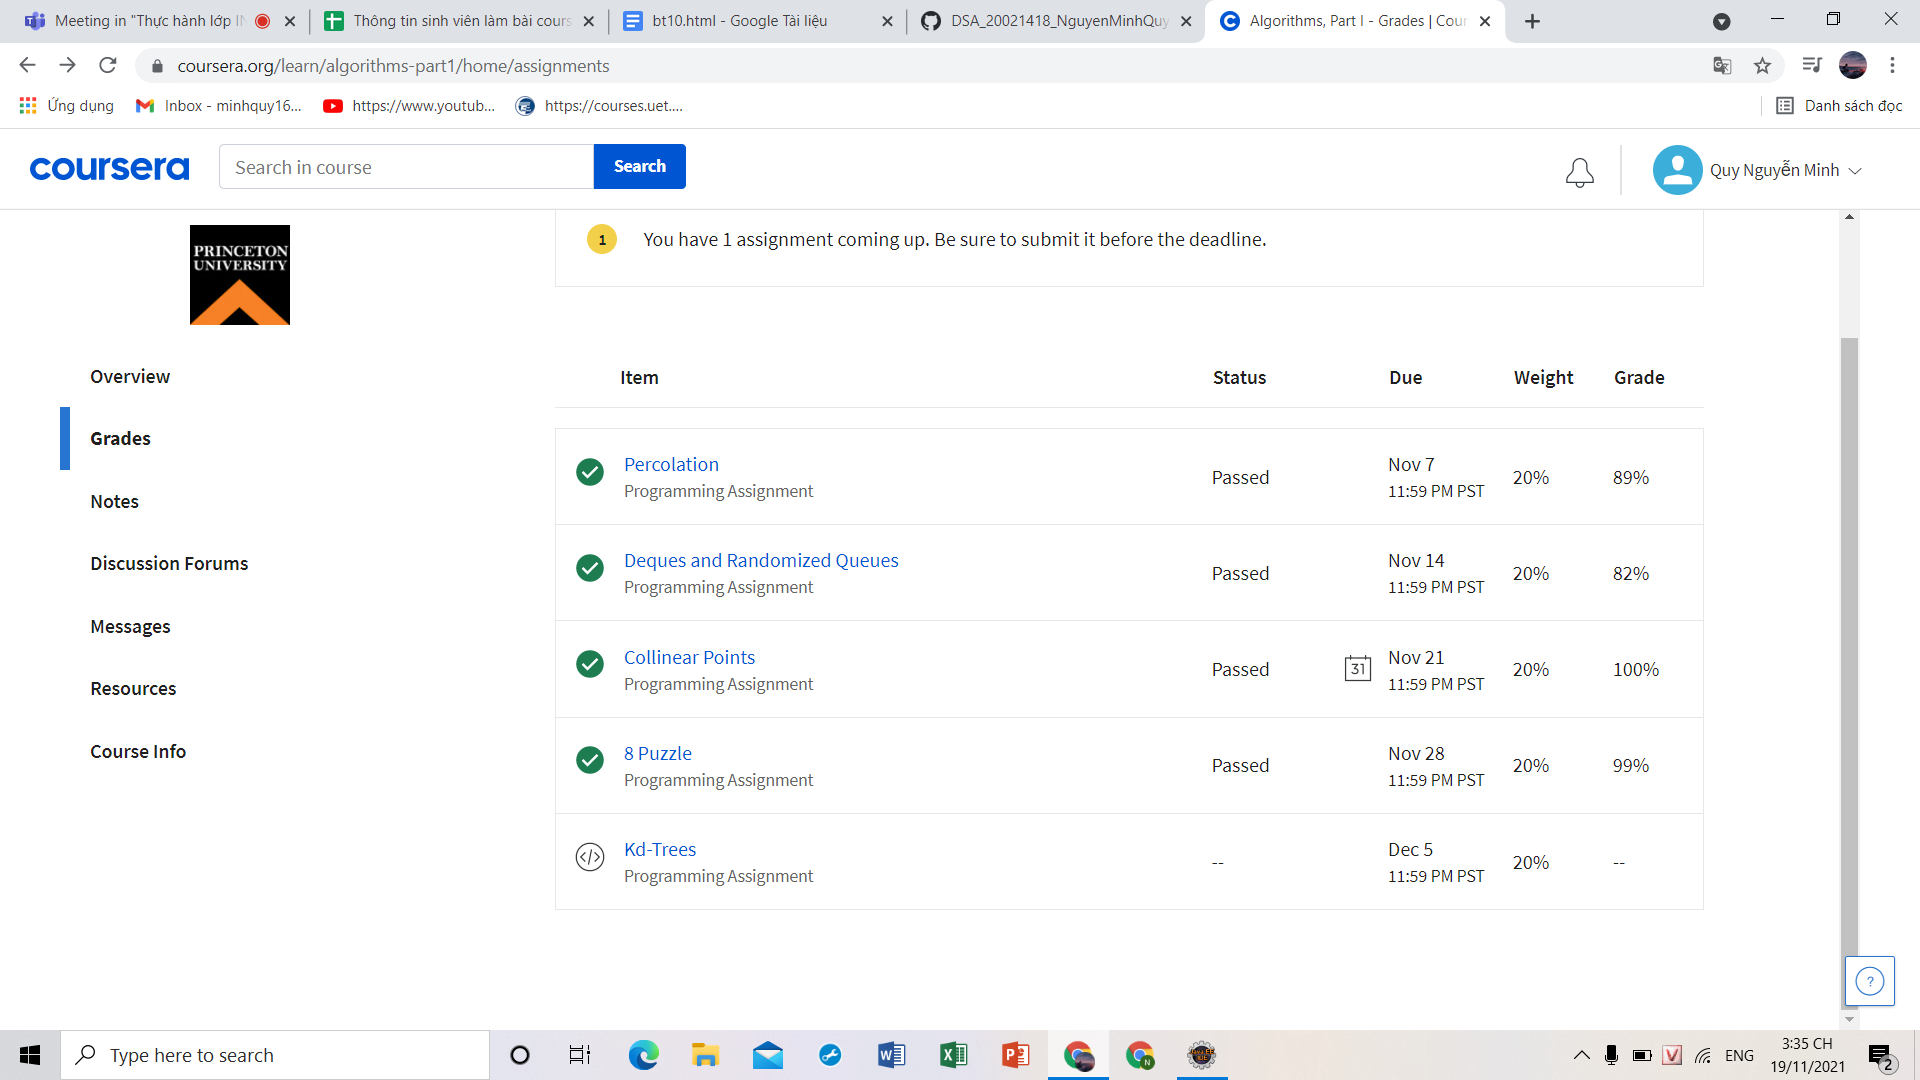 Meeting in "Thực hành lớp IN
Thông tin sinh viên làm bài cours
bt10.html - Google Tài liệu
DSA_20021418_NguyenMinhQuy
Algorithms, Part I - Grades | Cour
coursera.org/learn/algorithms-part1/home/assignments
Ứng dụng
Inbox - minhquy16...
https://www.youtub...
https://courses.uet....
Danh sách đọc
coursera
Search in course
Search
Quy Nguyễn Minh
PRINCETON
UNIVERSITY
1
You have 1 assignment coming up. Be sure to submit it before the deadline.
Overview
Grades
Notes
Discussion Forums
Messages
Resources
Course Info
Item Status Due Weight Grade
Percolation
Programming Assignment
Passed
Nov 7
11:59 PM PST
20%
89%
Deques and Randomized Queues
Programming Assignment
Passed
Nov 14
11:59 PM PST
20%
82%
Collinear Points
Programming Assignment
Passed
31
Nov 21
11:59 PM PST
20%
100%
8 Puzzle
Programming Assignment
Passed
Nov 28
11:59 PM PST
20%
99%
Kd-Trees
Programming Assignment
--
Dec 5
11:59 PM PST
20%
--
?
Type here to search
ENG
3:35 CH
19/11/2021
2